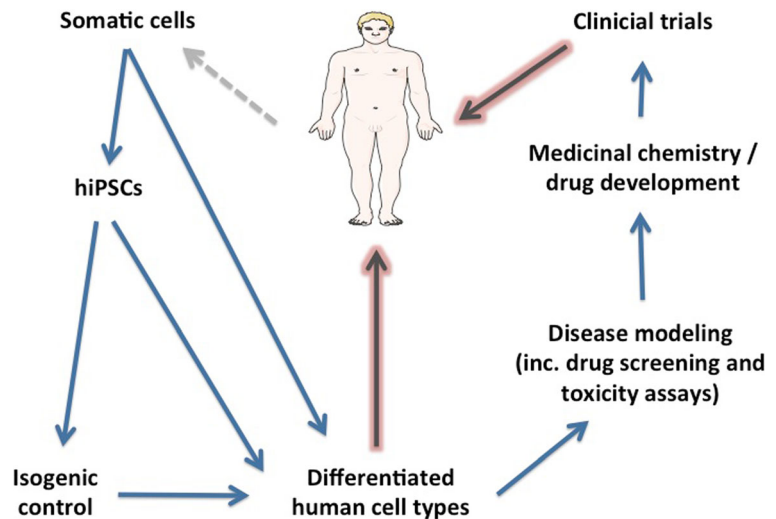 Somatic cells
Clinicial trials
Medicinal chemistry /
drug development
hiPSCs
Disease modeling
(inc. drug screening and
toxicity assays)
Isogenic
control
Differentiated
human cell types